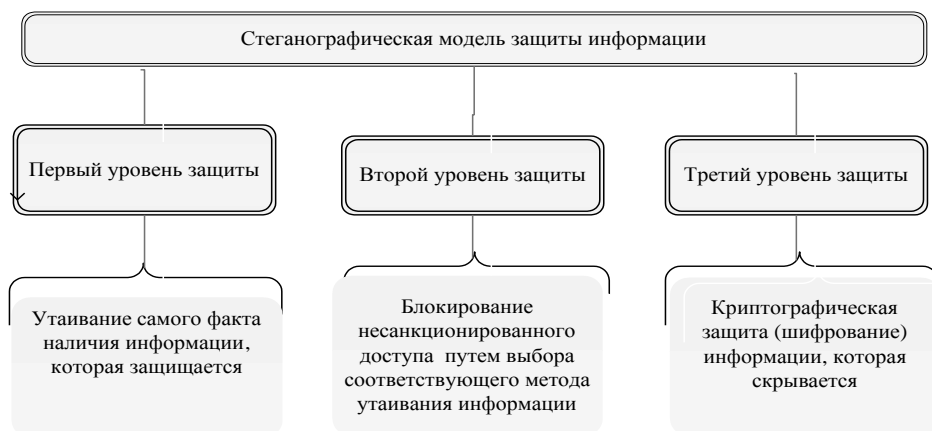 Стеганографическая модель защиты информации
Первый уровень защиты
Второй уровень защиты
Третий уровень защиты
Утаивание самого факта
наличия информации,
которая защищается
Блокирование
несанкционированного
доступа путем выбора
соответствующего метода
утаивания информации
Криптографическая
защита (шифрование)
информации, которая
скрывается